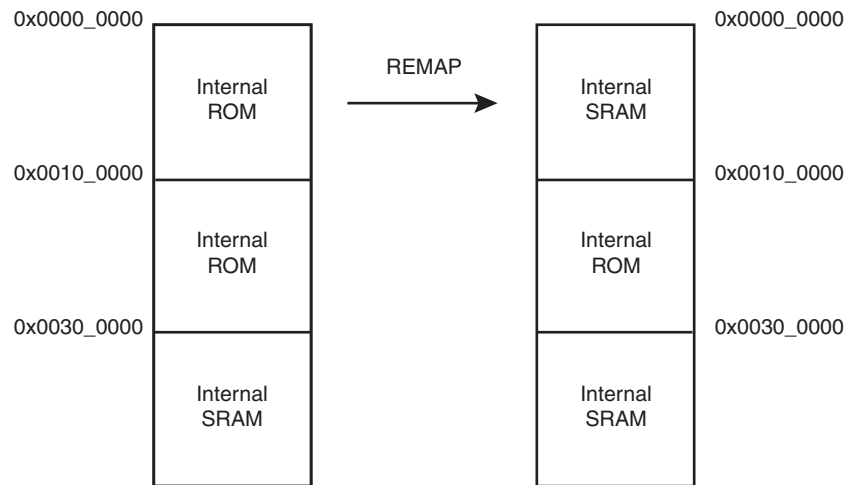 0x0000_0000
Internal
ROM
REMAP
Internal
SRAM
0x0000_0000
0x0010_0000
0x0010_0000
Internal
ROM
Internal
ROM
0x0030_0000
0x0030_0000
Internal
SRAM
Internal
SRAM